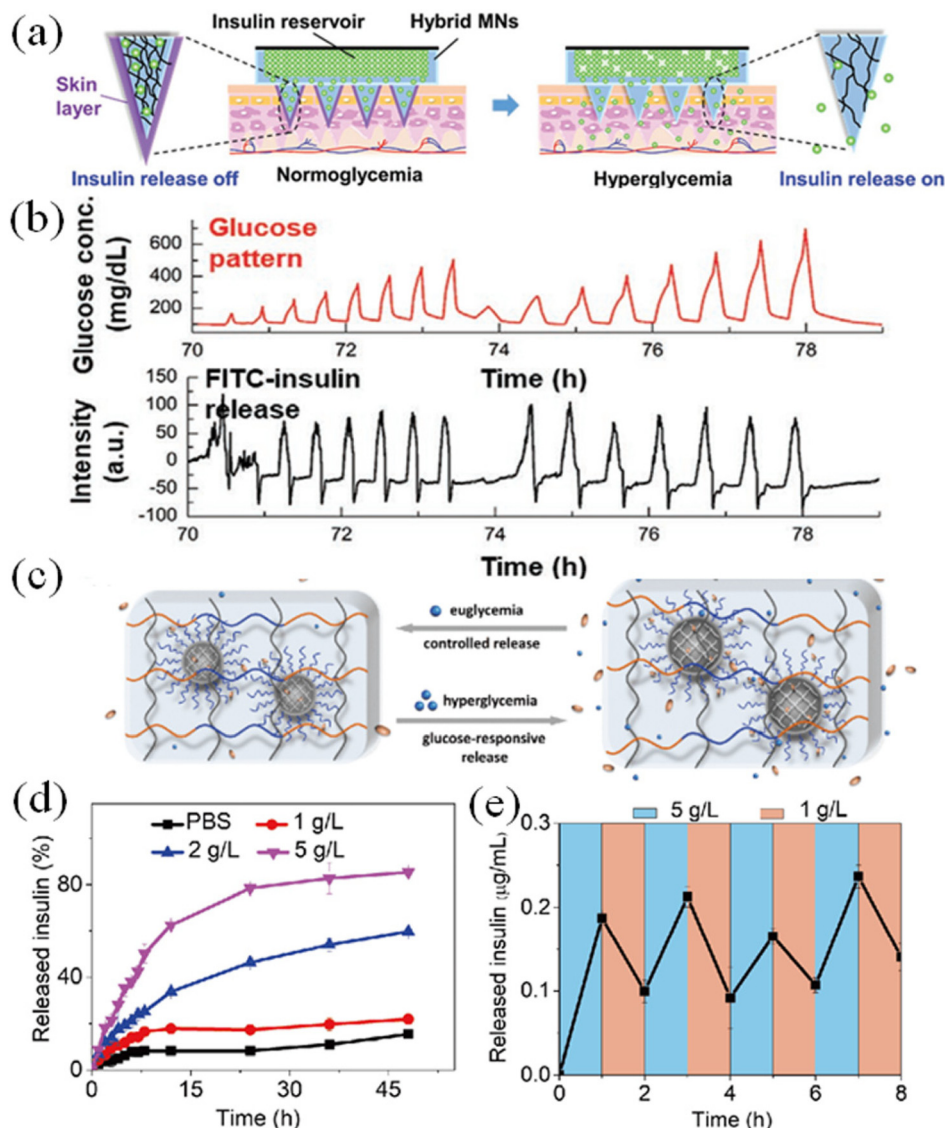 (a)
Insulin reservoir
Hybrid MNs
Skin
layer
Insulin release off
Normoglycemia
Hyperglycemia
Insulin release on
(b)
Glucose conc.
(mg/dL)
600
400
200
Glucose
pattern
70
72
74
76
78
Time (h)
Intensity
(a.u.)
150
100
50
0
-50
-100
FITC-insulin
release
70
72
74
76
78
Time (h)
(c)
euglycemia
controlled release
hyperglycemia
glucose-responsive
release
(d)
Released insulin (%)
80
40
0
PBS
1 g/L
2 g/L
5 g/L
0
15
30
45
Time (h)
(e)
5 g/L
1 g/L
Released insulin (μg/mL)
0.3
0.2
0.1
0.0
0
2
4
6
8
Time (h)